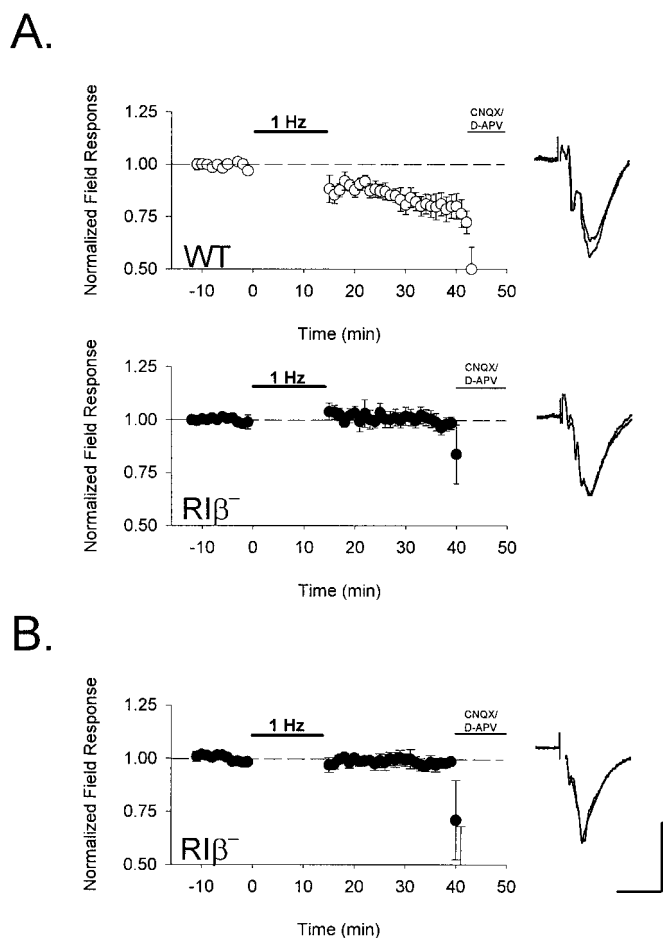 A.
1.25
1.00
0.75
0.50
Normalized Field Response
1 Hz
CNQX/
D-APV
WT
-10 0 10 20 30 40 50
Time (min)
1.25
1.00
0.75
0.50
Normalized Field Response
1 Hz
CNQX/
D-APV
RIβ⁻
-10 0 10 20 30 40 50
Time (min)
B.
1.25
1.00
0.75
0.50
Normalized Field Response
1 Hz
CNQX/
D-APV
RIβ⁻
-10 0 10 20 30 40 50
Time (min)